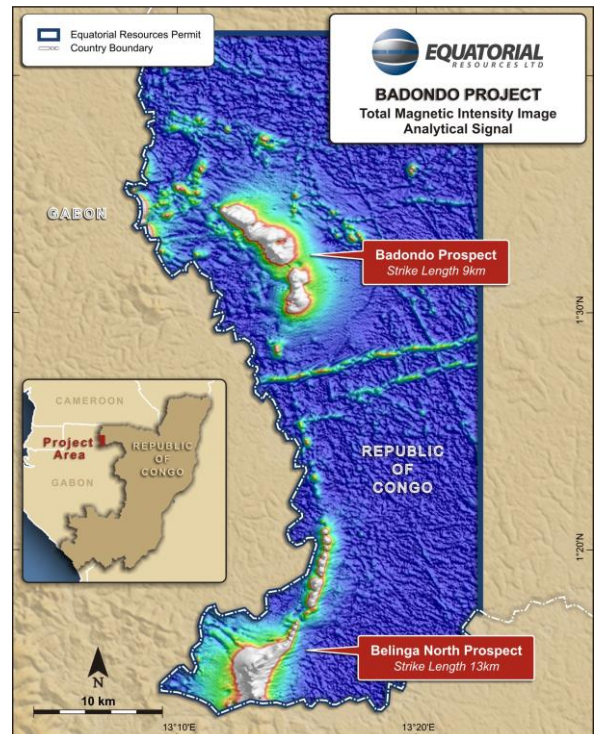 Equatorial Resources Permit
Country Boundary
EQUATORIAL
RESOURCES LTD
BADONDO PROJECT
Total Magnetic Intensity Image
Analytical Signal
GABON
Badondo Prospect
Strike Length 9km
1°30'N
CAMEROON
Project
Area
REPUBLIC
OF
CONGO
GABON
REPUBLIC
OF
CONGO
1°20'N
Belinga North Prospect
Strike Length 13km
N
10 km
13°10'E
13°20'E